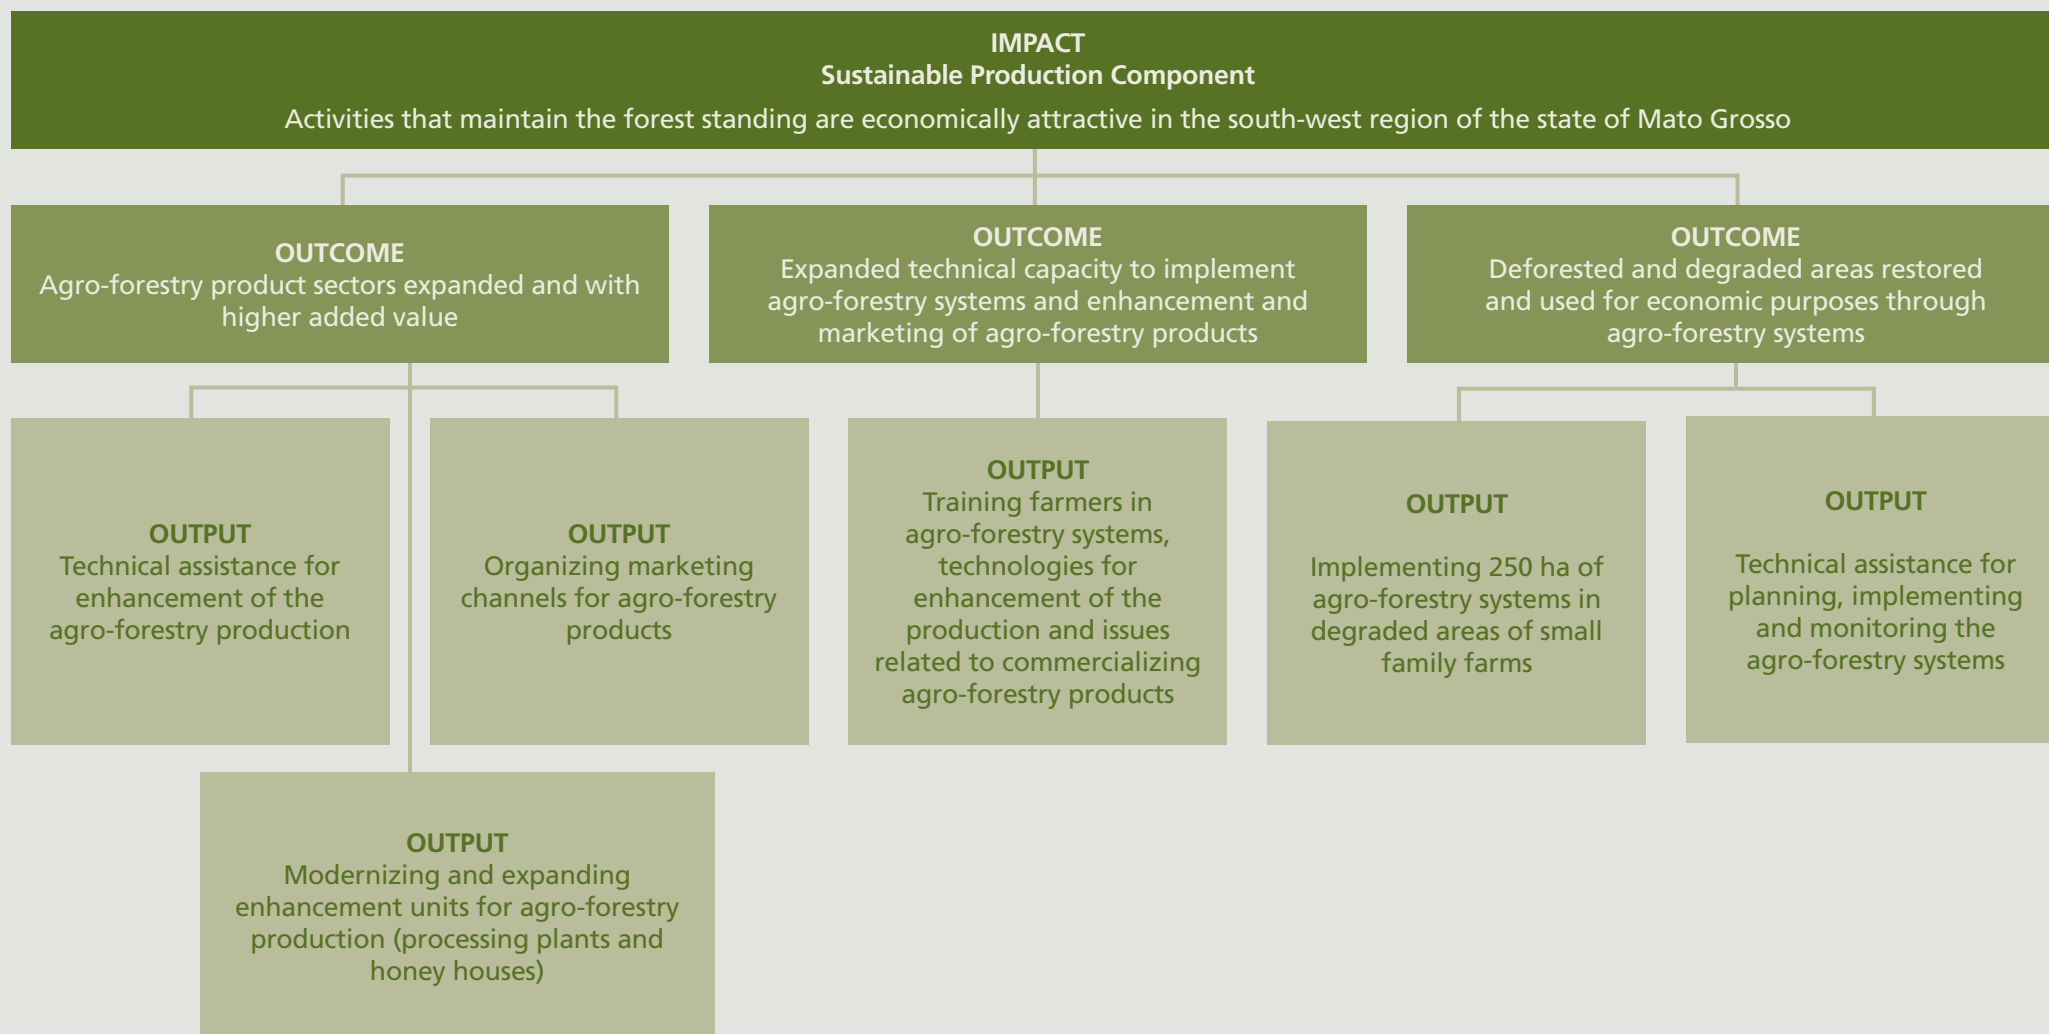 IMPACT
Sustainable Production Component
Activities that maintain the forest standing are economically attractive in the south-west region of the state of Mato Grosso
OUTCOME
Agro-forestry product sectors expanded and with
higher added value
OUTCOME
Expanded technical capacity to implement
agro-forestry systems and enhancement and
marketing of agro-forestry products
OUTCOME
Deforested and degraded areas restored
and used for economic purposes through
agro-forestry systems
OUTPUT
Technical assistance for
enhancement of the
agro-forestry production
OUTPUT
Organizing marketing
channels for agro-forestry
products
OUTPUT
Training farmers in
agro-forestry systems,
technologies for
enhancement of the
production and issues
related to commercializing
agro-forestry products
OUTPUT
Implementing 250 ha of
agro-forestry systems in
degraded areas of small
family farms
OUTPUT
Technical assistance for
planning, implementing
and monitoring the
agro-forestry systems
OUTPUT
Modernizing and expanding
enhancement units for agro-forestry
production (processing plants and
honey houses)